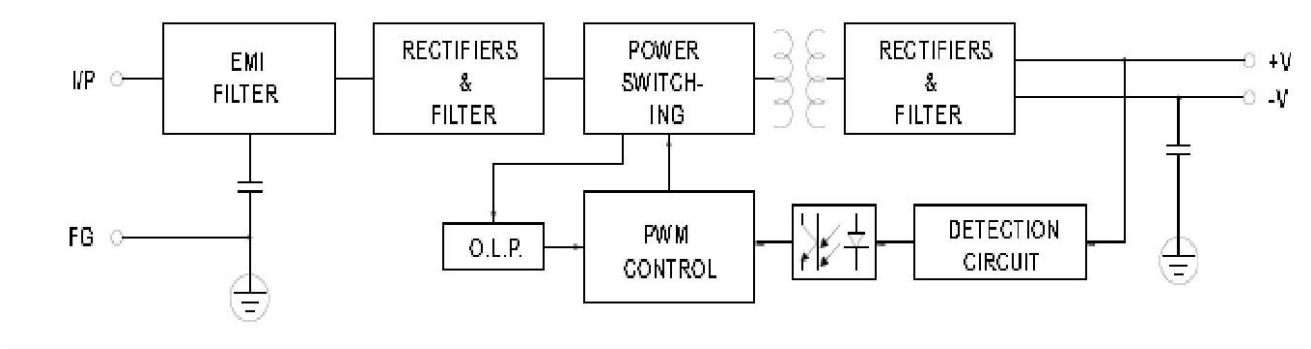 I/P
EMI
FILTER
RECTIFIERS
&
FILTER
POWER
SWITCH-
ING
RECTIFIERS
&
FILTER
+V
-V
FG
O.L.P.
PWM
CONTROL
DETECTION
CIRCUIT